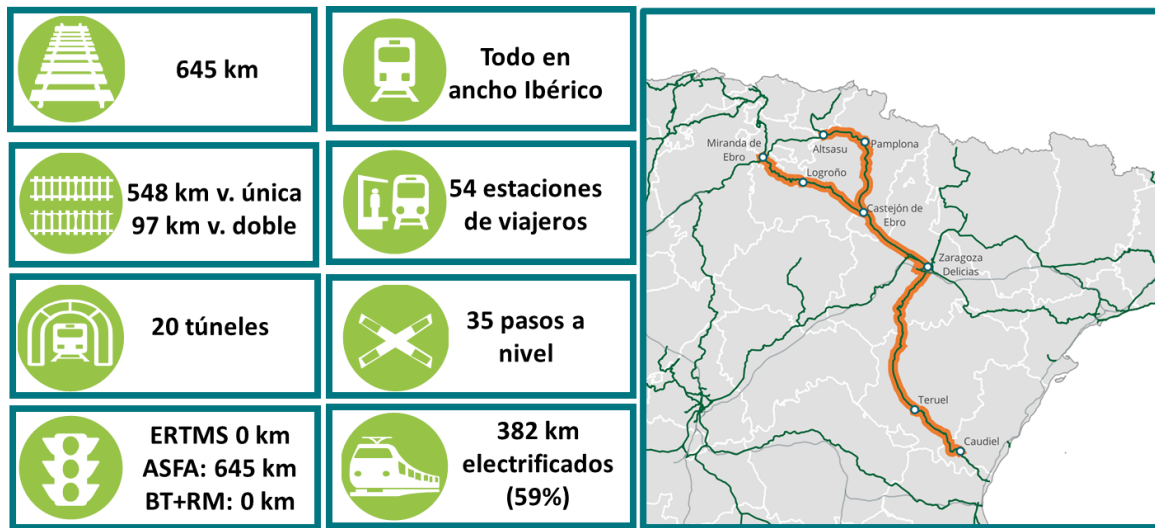 645 km
Todo en
ancho Ibérico
548 km v. única
97 km v. doble
54 estaciones
de viajeros
20 túneles
35 pasos a
nivel
ERTMS 0 km
ASFA: 645 km
BT+RM: 0 km
382 km
electrificados
(59%)
Miranda de
Ebro
Altsasu
Pamplona
Logroño
Castejón de
Ebro
Zaragoza
Delicias
Teruel
Caudiel